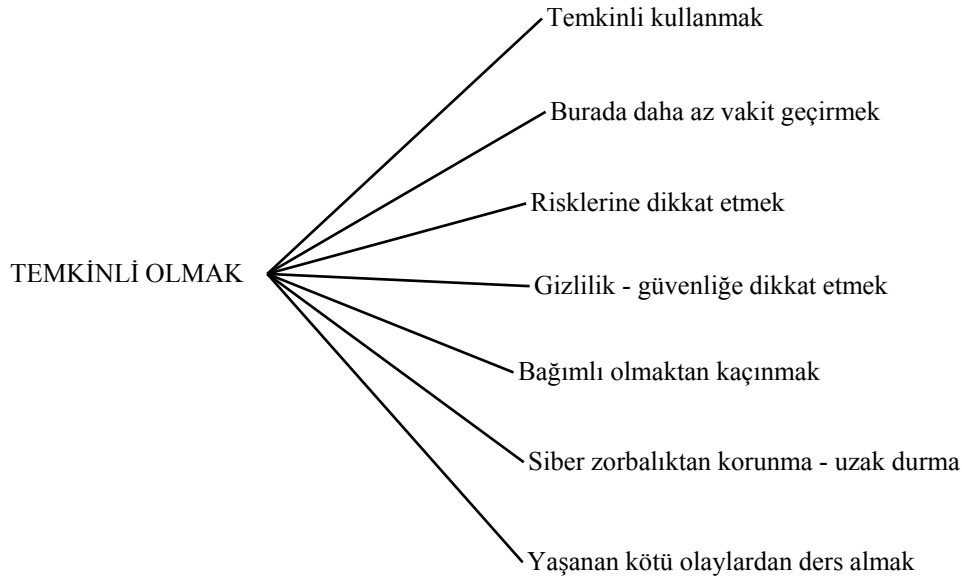 Temkinli kullanmak
Burada daha az vakit geçirmek
Risklerine dikkat etmek
TEMKİNLİ OLMAK
Gizlilik - güvenliğe dikkat etmek
Bağımlı olmaktan kaçınmak
Siber zorbalıktan korunma - uzak durma
Yaşanan kötü olaylardan ders almak